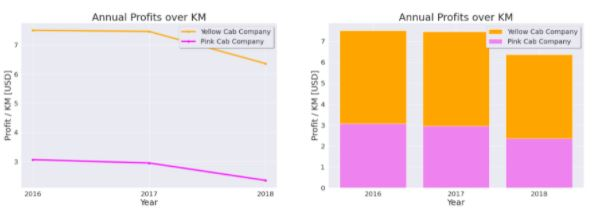 Annual Profits over KM
Yellow Cab Company
Pink Cab Company
7
6
5
4
3
Profit / KM [USD]
2016
2017
2018
Year
Annual Profits over KM
Yellow Cab Company
Pink Cab Company
7
6
5
4
3
2
1
0
Profit / KM [USD]
2016
2017
2018
Year